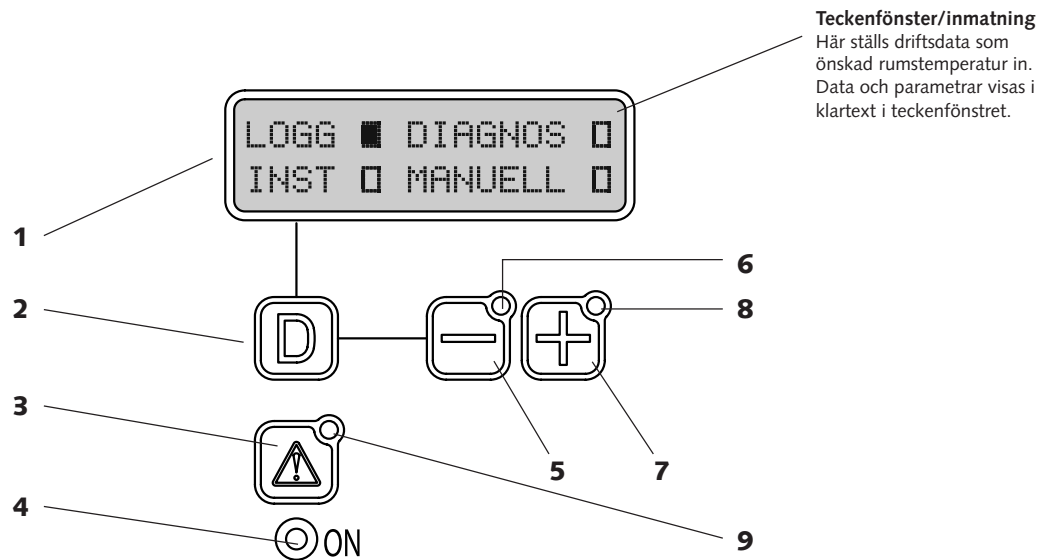 Teckenfönster/inmatning
Här ställs driftsdata som
önskad rumstemperatur in.
Data och parametrar visas i
klartext i teckenfönstret.
LOGG DIAGNOS
INST MANUELL
1
6
2
D
8
3
5
7
4
ON
9